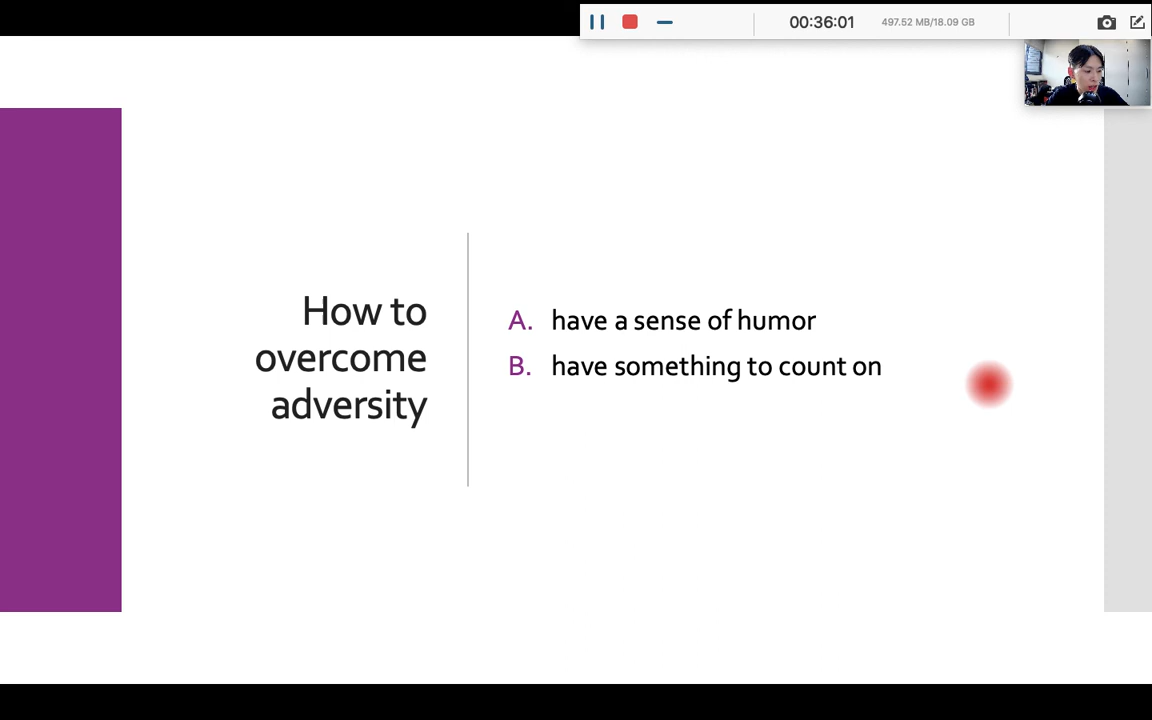 00:36:01
497.52 MB/18.09 GB
How to
overcome
adversity
A. have a sense of humor
B. have something to count on